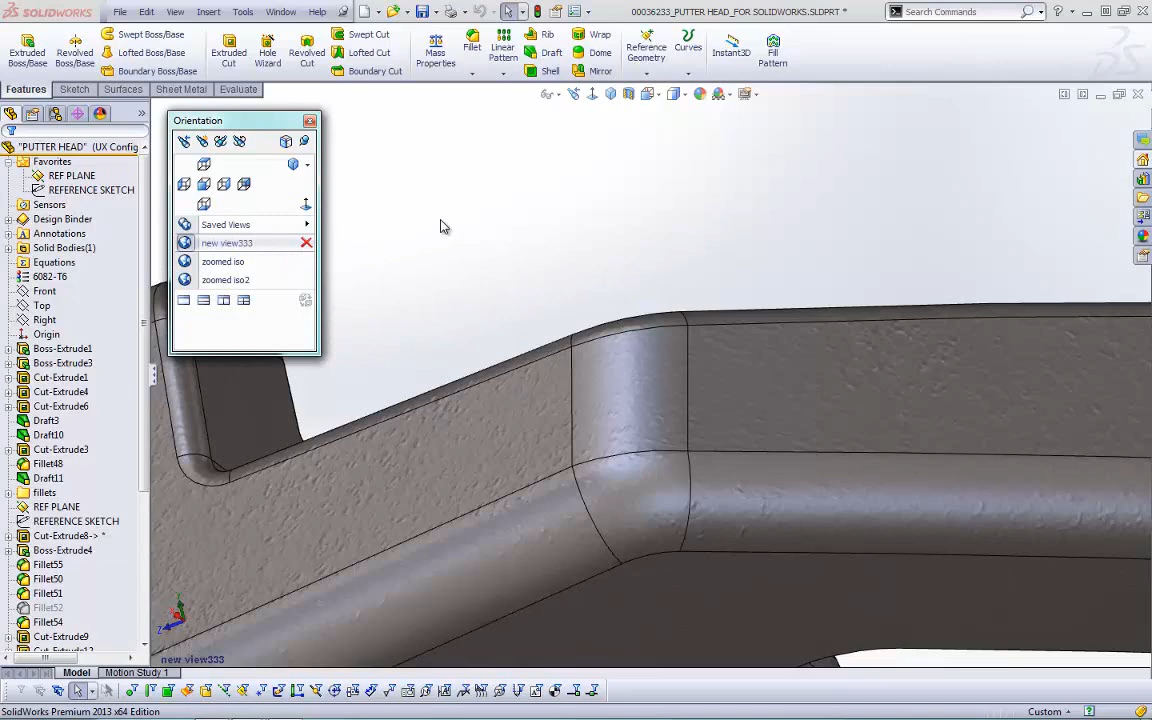 SOLIDWORKS File Edit View Insert Tools Window Help 00036233_PUTTER HEAD_FOR SOLIDWORKS.SLDPRT * Search Commands
Extruded Boss/Base Revolved Boss/Base Swept Boss/Base Lofted Boss/Base Boundary Boss/Base Extruded Cut Hole Wizard Revolved Cut Swept Cut Lofted Cut Boundary Cut Mass Properties Fillet Linear Pattern Rib Draft Shell Wrap Dome Mirror Reference Geometry Curves Instant3D Fill Pattern
Features Sketch Surfaces Sheet Metal Evaluate
Orientation
Saved Views
new view333
zoomed iso
zoomed iso2
"PUTTER HEAD" (UX Config
Favorites
REF PLANE
REFERENCE SKETCH
Sensors
Design Binder
Annotations
Solid Bodies(1)
Equations
6082-T6
Front
Top
Right
Origin
Boss-Extrude1
Boss-Extrude3
Cut-Extrude1
Cut-Extrude4
Cut-Extrude6
Draft3
Draft10
Cut-Extrude3
Fillet48
Draft11
fillets
REF PLANE
REFERENCE SKETCH
Cut-Extrude8-> *
Boss-Extrude4
Fillet55
Fillet50
Fillet51
Fillet52
Fillet54
Cut-Extrude9
Z
new view333
Model Motion Study 1
SolidWorks Premium 2013 x64 Edition Custom